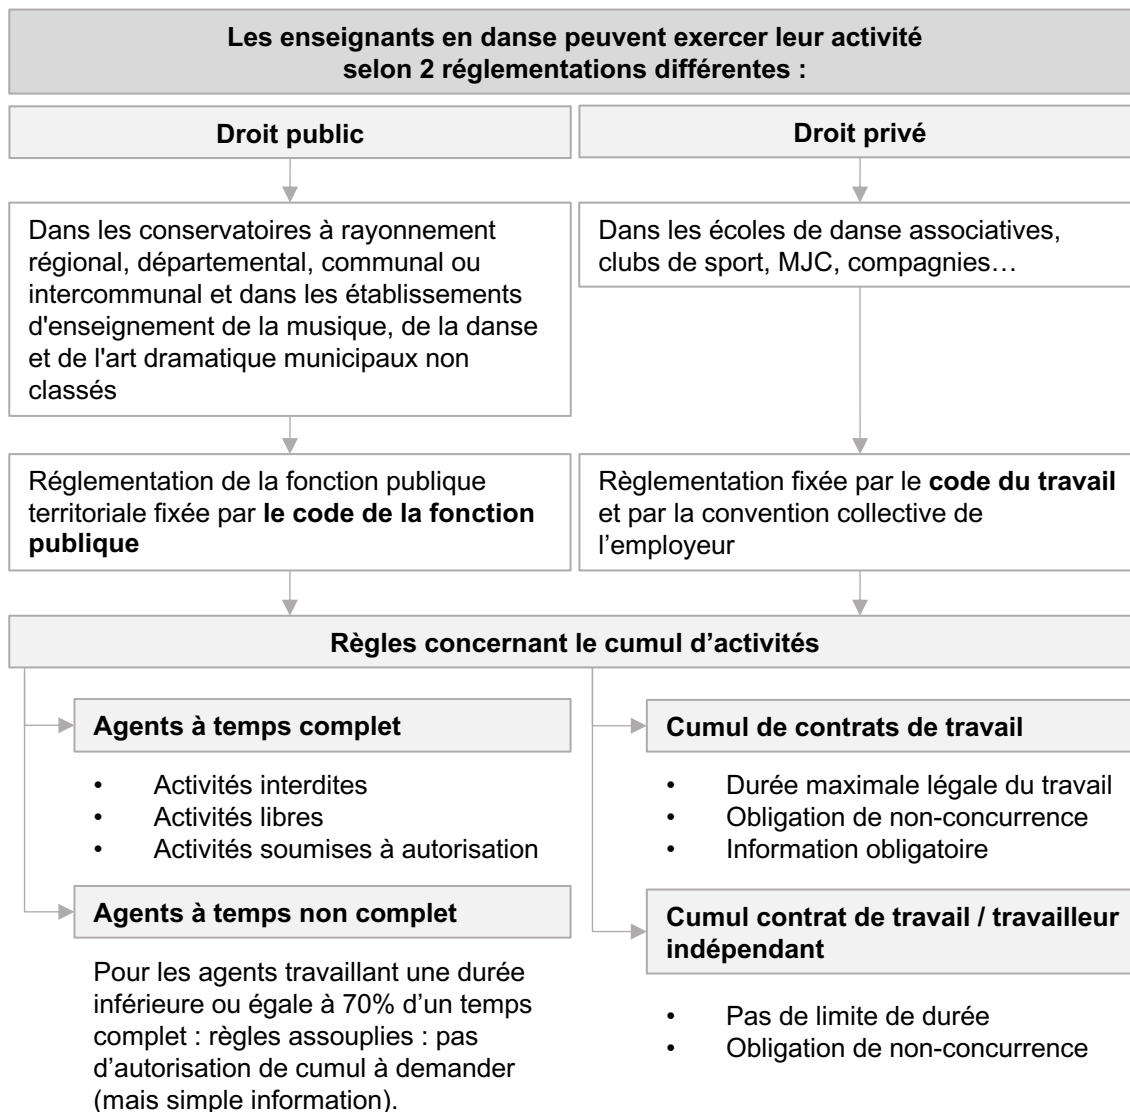 Les enseignants en danse peuvent exercer leur activité
selon 2 réglementations différentes :
Droit public
Droit privé
Dans les conservatoires à rayonnement
régional, départemental, communal ou
intercommunal et dans les établissements
d'enseignement de la musique, de la danse
et de l'art dramatique municipaux non
classés
Dans les écoles de danse associatives,
clubs de sport, MJC, compagnies…
Réglementation de la fonction publique
territoriale fixée par le code de la fonction
publique
Règlementation fixée par le code du travail
et par la convention collective de
l’employeur
Règles concernant le cumul d’activités
Agents à temps complet
• Activités interdites
• Activités libres
• Activités soumises à autorisation
Agents à temps non complet
Pour les agents travaillant une durée
inférieure ou égale à 70% d’un temps
complet : règles assouplies : pas
d’autorisation de cumul à demander
(mais simple information).
Cumul de contrats de travail
• Durée maximale légale du travail
• Obligation de non-concurrence
• Information obligatoire
Cumul contrat de travail / travailleur
indépendant
• Pas de limite de durée
• Obligation de non-concurrence